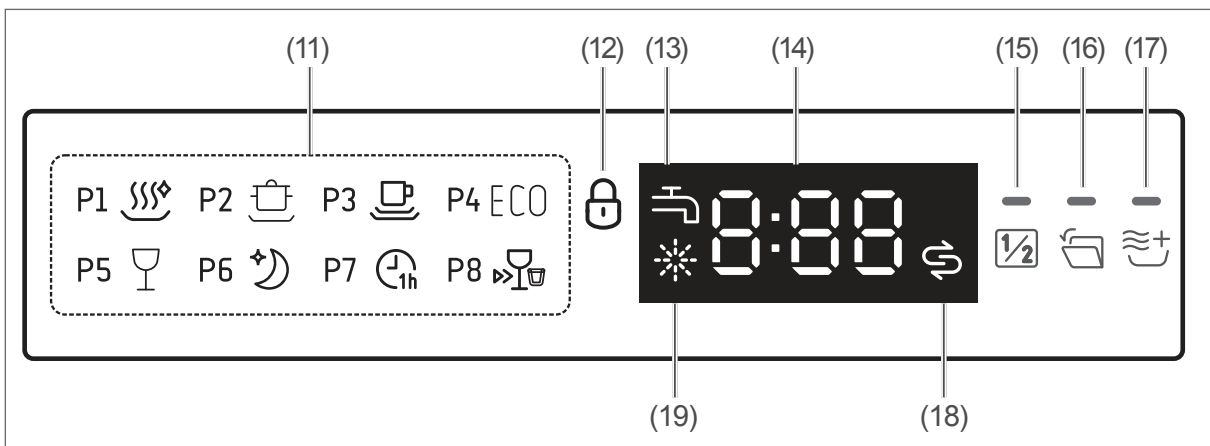 (11) (12) (13) (14) (15) (16) (17)
P1 P2 P3 P4 ECO
8:88
1/2
P5 P6 P7 1h P8
(19) (18)